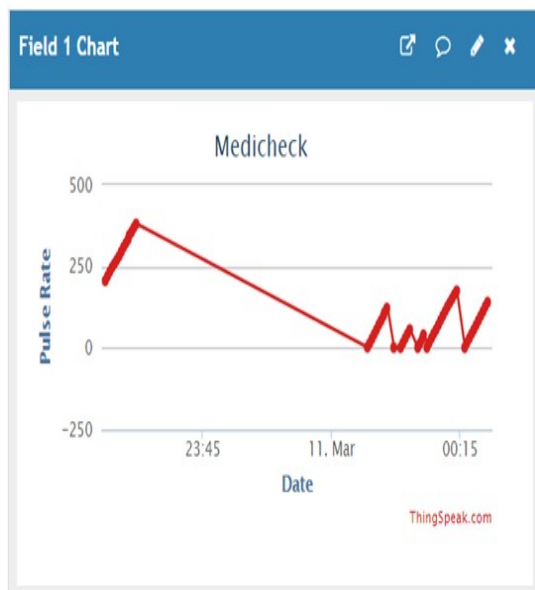 Field 1 Chart
Medicheck
500
250
0
-250
Pulse Rate
23:45 11. Mar 00:15
Date
ThingSpeak.com